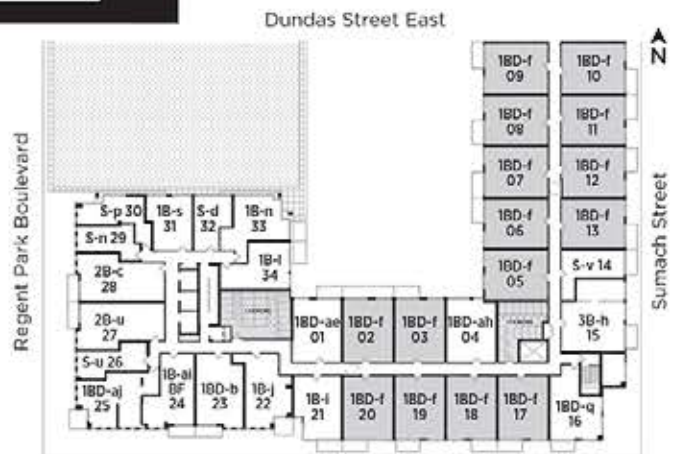 Dundas Street East
N
Regent Park Boulevard
Sumach Street
1BD-f
09
1BD-f
10
1BD-f
08
1BD-f
11
1BD-f
07
1BD-f
12
1BD-f
06
1BD-f
13
1BD-f
05
S-v 14
3B-h
15
S-p 30
1B-s
31
S-d
32
1B-n
33
S-n 29
1B-l
34
2B-c
28
2B-u
27
S-u 26
1BD-aj
25
1B-ai
BF
24
1BD-b
23
1B-j
22
1BD-ae
01
1BD-f
02
1BD-f
03
1BD-ah
04
1B-i
21
1BD-f
20
1BD-f
19
1BD-f
18
1BD-f
17
1BD-q
16